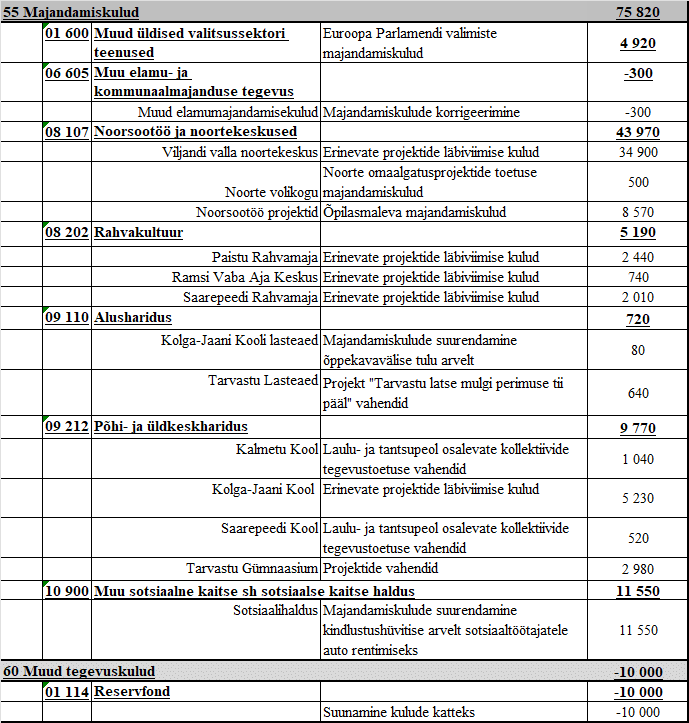 55 Majandamiskulud 75 820
01 600 Muud üldised valitsussektori teenused Euroopa Parlamendi valimiste majandamiskulud 4 920
06 605 Muu elamu- ja kommunaalmajanduse tegevus -300
Muud elamumajandamisekulud Majandamiskulude korrigeerimine -300
08 107 Noorsootöö ja noortekeskused 43 970
Viljandi valla noortekeskus Erinevate projektide läbiviimise kulud 34 900
Noorte volikogu Noorte omaalgatusprojektide toetuse majandamiskulud 500
Noorsootöö projektid Õpilasmaleva majandamiskulud 8 570
08 202 Rahvakultuur 5 190
Paistu Rahvamaja Erinevate projektide läbiviimise kulud 2 440
Ramsi Vaba Aja Keskus Erinevate projektide läbiviimise kulud 740
Saarepeedi Rahvamaja Erinevate projektide läbiviimise kulud 2 010
09 110 Alusharidus 720
Kolga-Jaani Kooli lasteaed Majandamiskulude suurendamine õppekavavälise tulu arvelt 80
Tarvastu Lasteaed Projekt "Tarvastu latse mulgi perimuse tii pääl" vahendid 640
09 212 Põhi- ja üldkeskharidus 9 770
Kalmetu Kool Laulu- ja tantsupeol osalevate kollektiivide tegevustoetuse vahendid 1 040
Kolga-Jaani Kool Erinevate projektide läbiviimise kulud 5 230
Saarepeedi Kool Laulu- ja tantsupeol osalevate kollektiivide tegevustoetuse vahendid 520
Tarvastu Gümnaasium Projektide vahendid 2 980
10 900 Muu sotsiaalne kaitse sh sotsiaalse kaitse haldus 11 550
Sotsiaalihaldus Majandamiskulude suurendamine kindlustushüvitise arvelt sotsiaaltöötajatele auto rentimiseks 11 550
60 Muud tegevuskulud -10 000
01 114 Reservfond -10 000
Suunamine kulude katteks -10 000